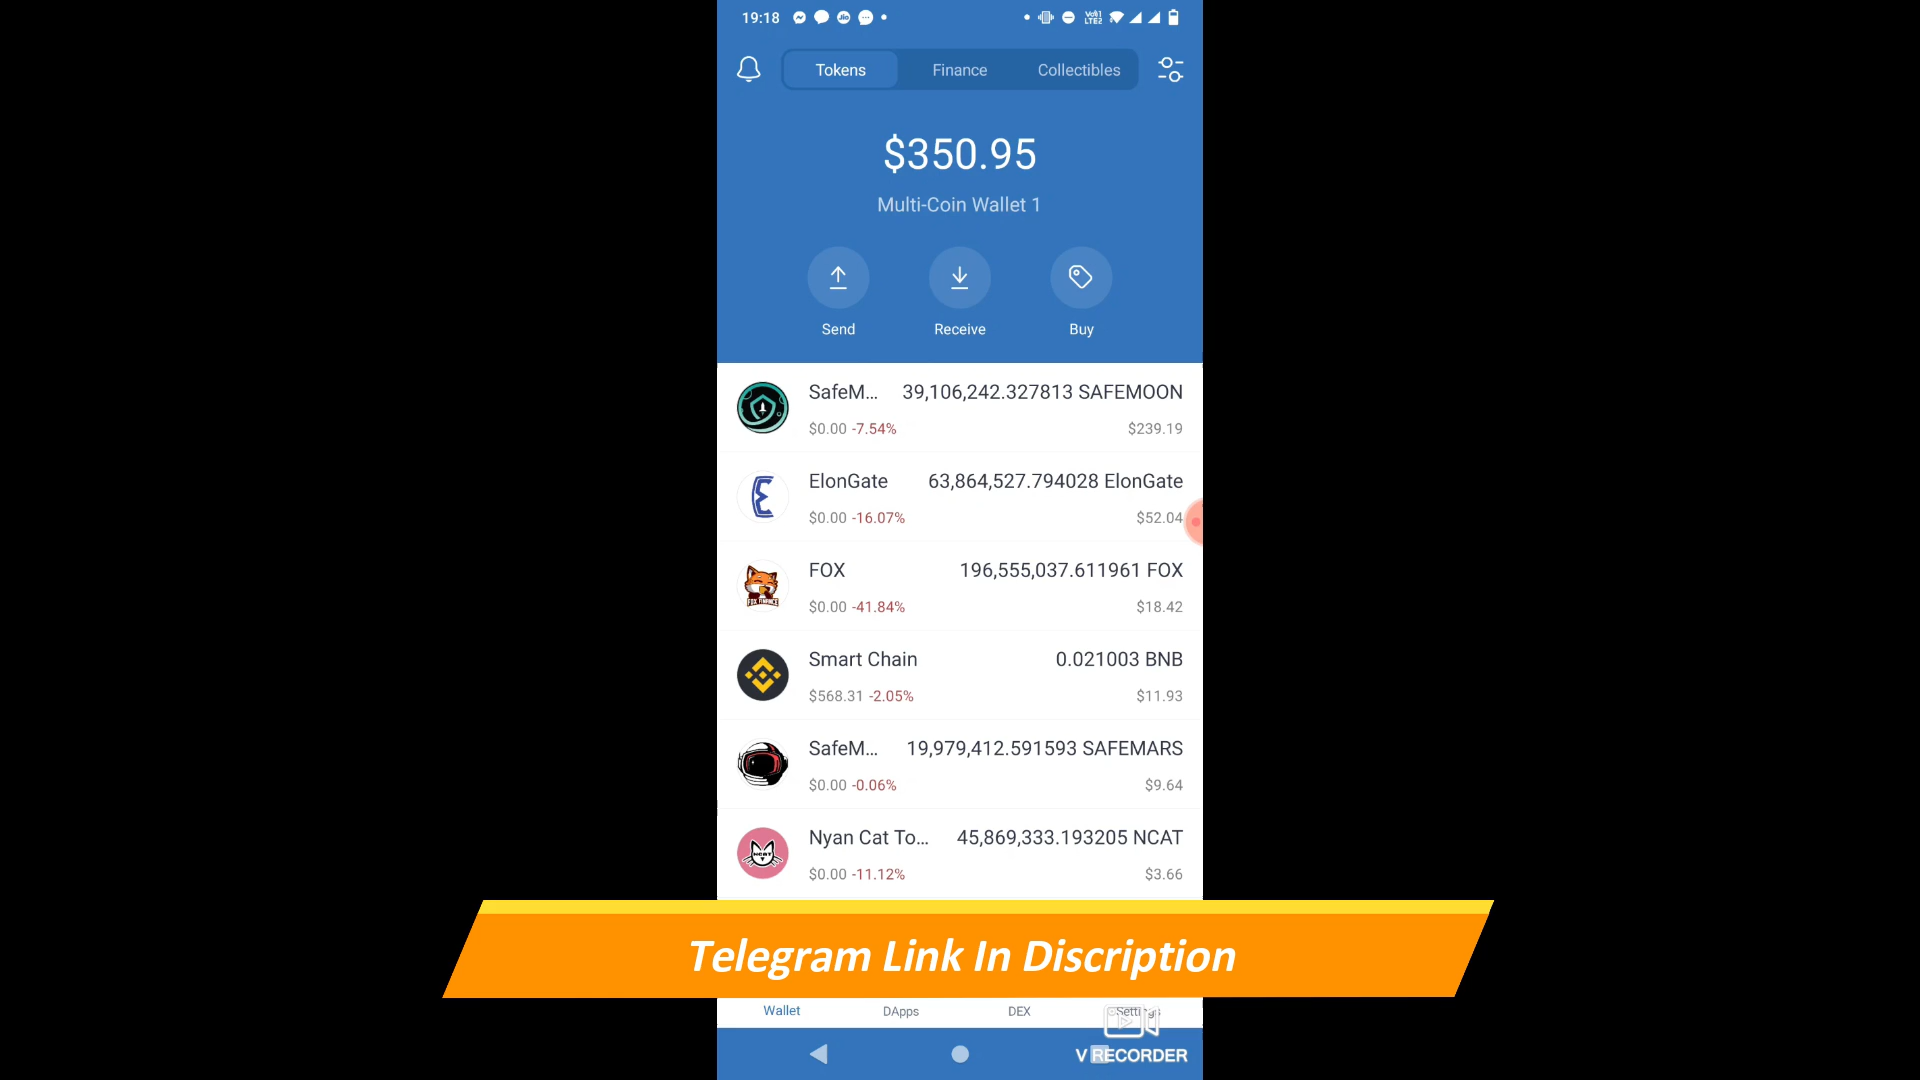 19:18
Tokens Finance Collectibles
$350.95
Multi-Coin Wallet 1
Send Receive Buy
SafeM... 39,106,242.327813 SAFEMOON
$0.00 -7.54% $239.19
ElonGate 63,864,527.794028 ElonGate
$0.00 -16.07% $52.04
FOX 196,555,037.611961 FOX
$0.00 -41.84% $18.42
Smart Chain 0.021003 BNB
$568.31 -2.05% $11.93
SafeM... 19,979,412.591593 SAFEMARS
$0.00 -0.06% $9.64
Nyan Cat To... 45,869,333.193205 NCAT
$0.00 -11.12% $3.66
Telegram Link In Discription
Wallet DApps DEX Settings
V RECORDER